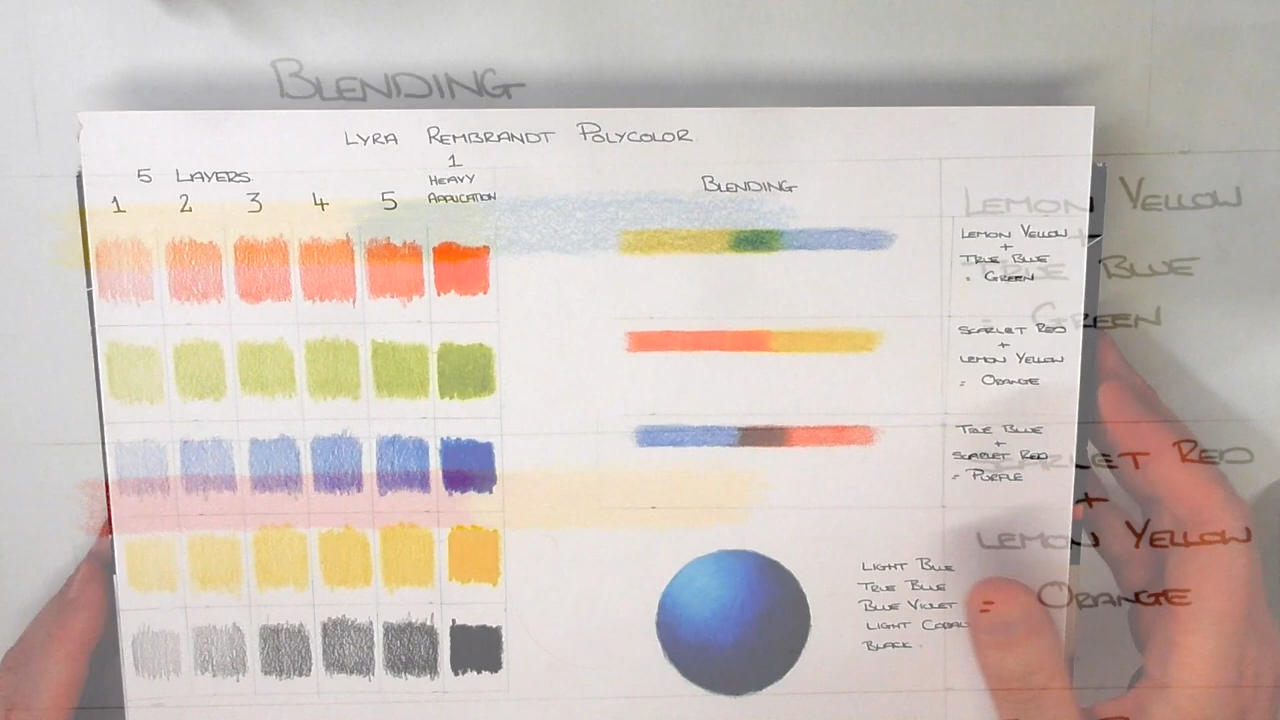 BLENDING
LYRA REMBRANDT POLYCOLOR
5 LAYERS
1 2 3 4 5
1
HEAVY
APPLICATION
BLENDING
LEMON YELLOW
+
TRUE BLUE
= GREEN
SCARLET RED
+
LEMON YELLOW
= ORANGE
TRUE BLUE
+
SCARLET RED
= PURPLE
LIGHT BLUE
TRUE BLUE
BLUE VIOLET
LIGHT COBAL
BLACK
LEMON YELLOW
+
TRUE BLUE
= GREEN
SCARLET RED
+
LEMON YELLOW
= ORANGE